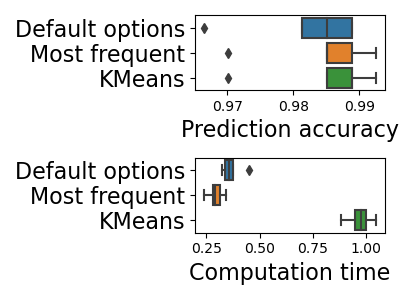 Default options
Most frequent
KMeans
0.97 0.98 0.99
Prediction accuracy
Default options
Most frequent
KMeans
0.25 0.50 0.75 1.00
Computation time